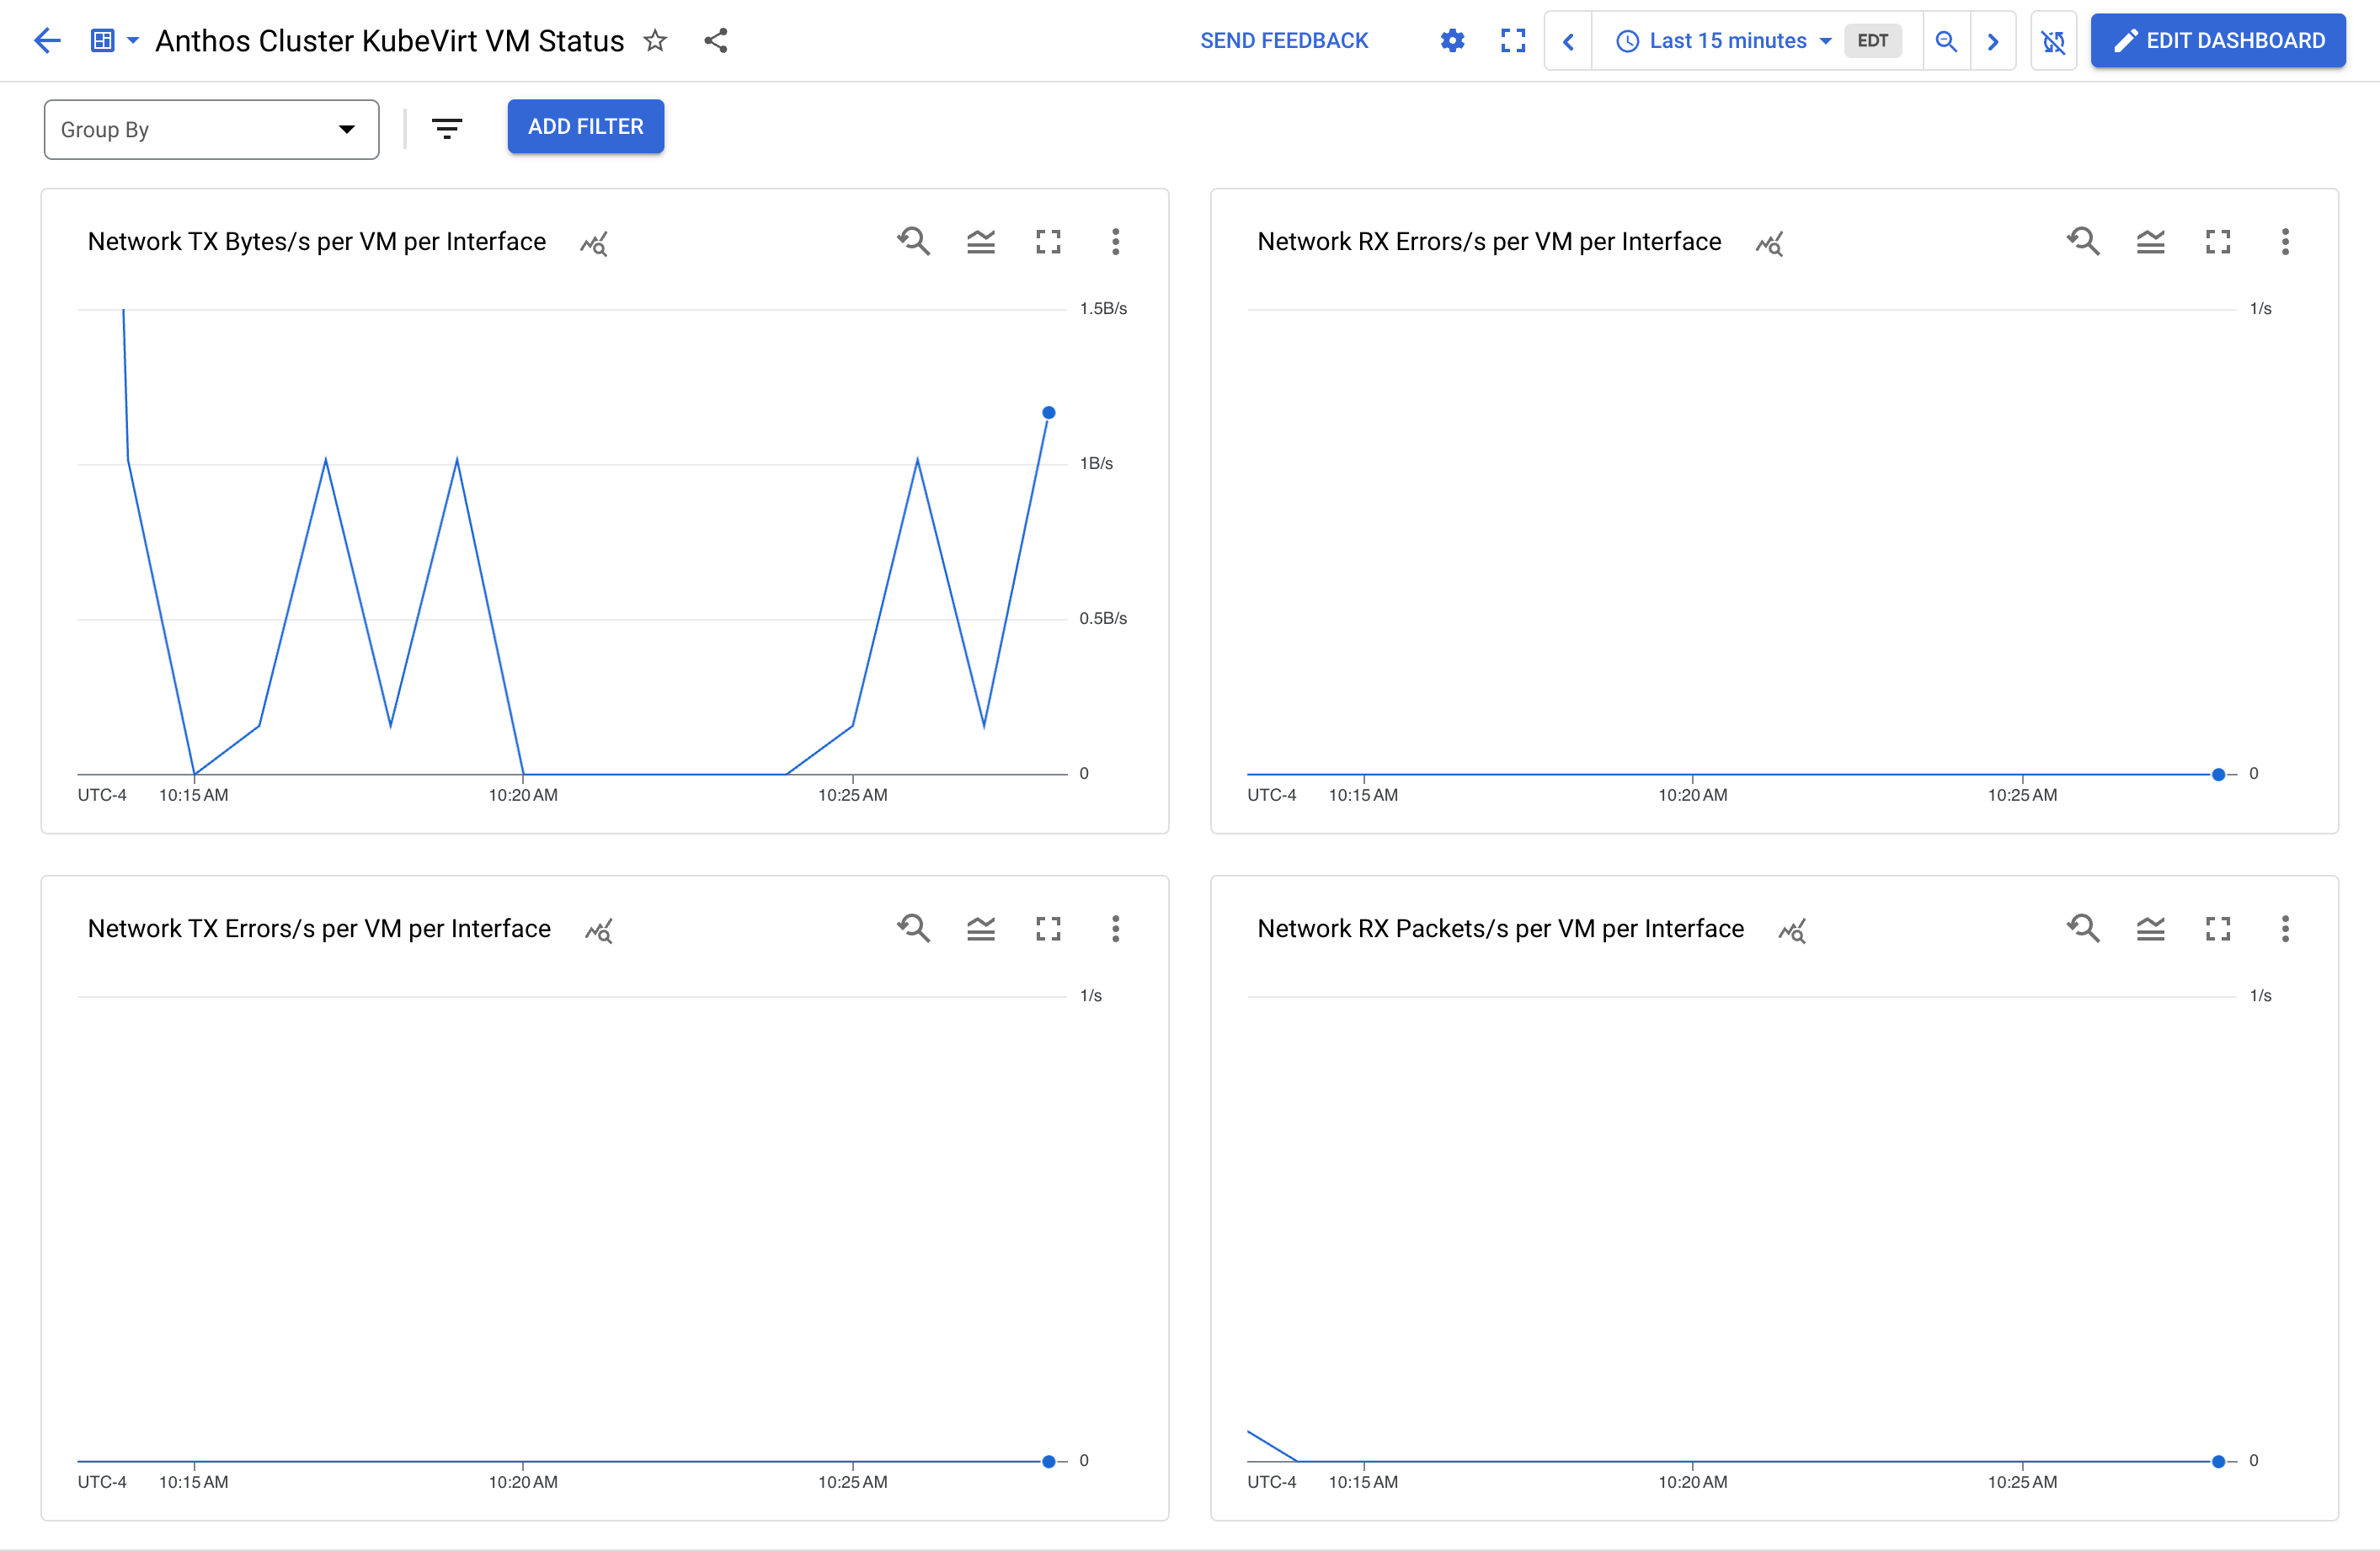 Anthos Cluster KubeVirt VM Status
SEND FEEDBACK
Last 15 minutes
EDT
EDIT DASHBOARD
Group By
ADD FILTER
Network TX Bytes/s per VM per Interface
1.5B/s
1B/s
0.5B/s
0
UTC-4
10:15 AM
10:20 AM
10:25 AM
Network RX Errors/s per VM per Interface
1/s
0
UTC-4
10:15 AM
10:20 AM
10:25 AM
Network TX Errors/s per VM per Interface
1/s
0
UTC-4
10:15 AM
10:20 AM
10:25 AM
Network RX Packets/s per VM per Interface
1/s
0
UTC-4
10:15 AM
10:20 AM
10:25 AM